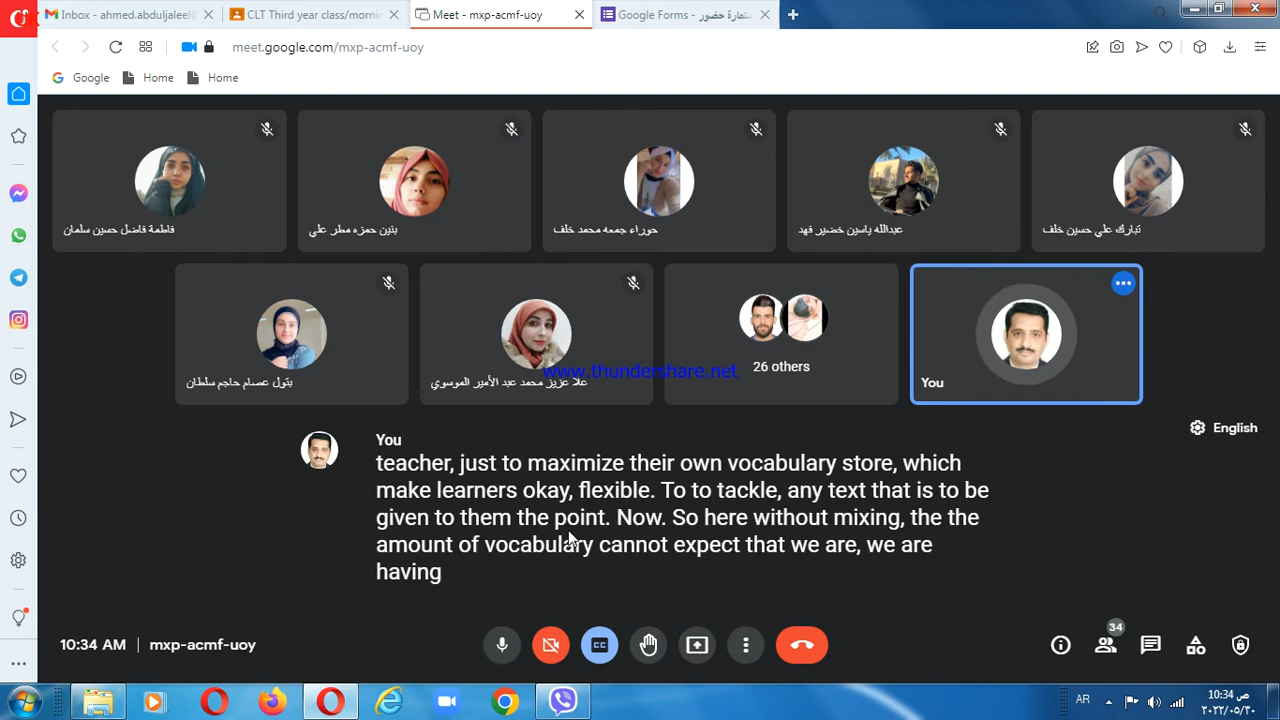 Inbox - ahmed.abduljaleel@
CLT Third year class/mornin
Meet - mxp-acmf-uoy
Google Forms - استمارة حضور
meet.google.com/mxp-acmf-uoy
Google
Home
Home
فاطمة فاضل حسين سلمان
بنين حمزه مطر علي
حوراء جمعه محمد خلف
عبدالله ياسين خضير فهد
تبارك علي حسين خلف
بتول عصام حاجم سلطان
علا عزيز محمد عبد الأمير الموسوي
26 others
You
www.thundershare.net
English
You
teacher, just to maximize their own vocabulary store, which
make learners okay, flexible. To to tackle, any text that is to be
given to them the point. Now. So here without mixing, the the
amount of vocabulary cannot expect that we are, we are
having
10:34 AM
mxp-acmf-uoy
CC
34
AR
10:34 ص
٢٠٢٢/٠٥/٣٠